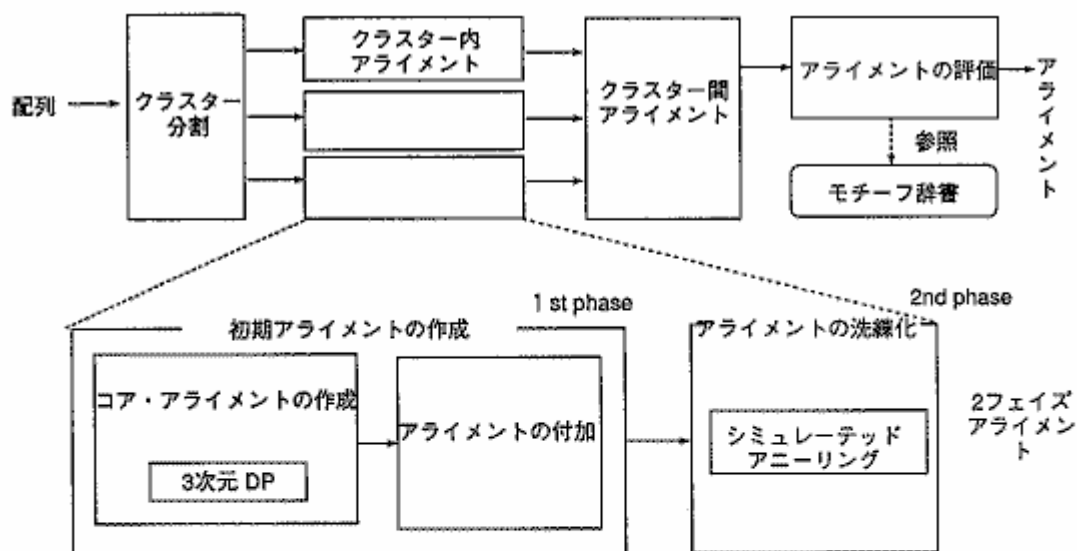 配列
クラスター
分割
クラスター内
アライメント
クラスター間
アライメント
アライメントの評価
アライメント
参照
モチーフ辞書
1 st phase
2nd phase
初期アライメントの作成
アライメントの洗練化
コア・アライメントの作成
3次元 DP
アライメントの付加
シミュレーテッド
アニーリング
2フェイズ
アライメン
ト